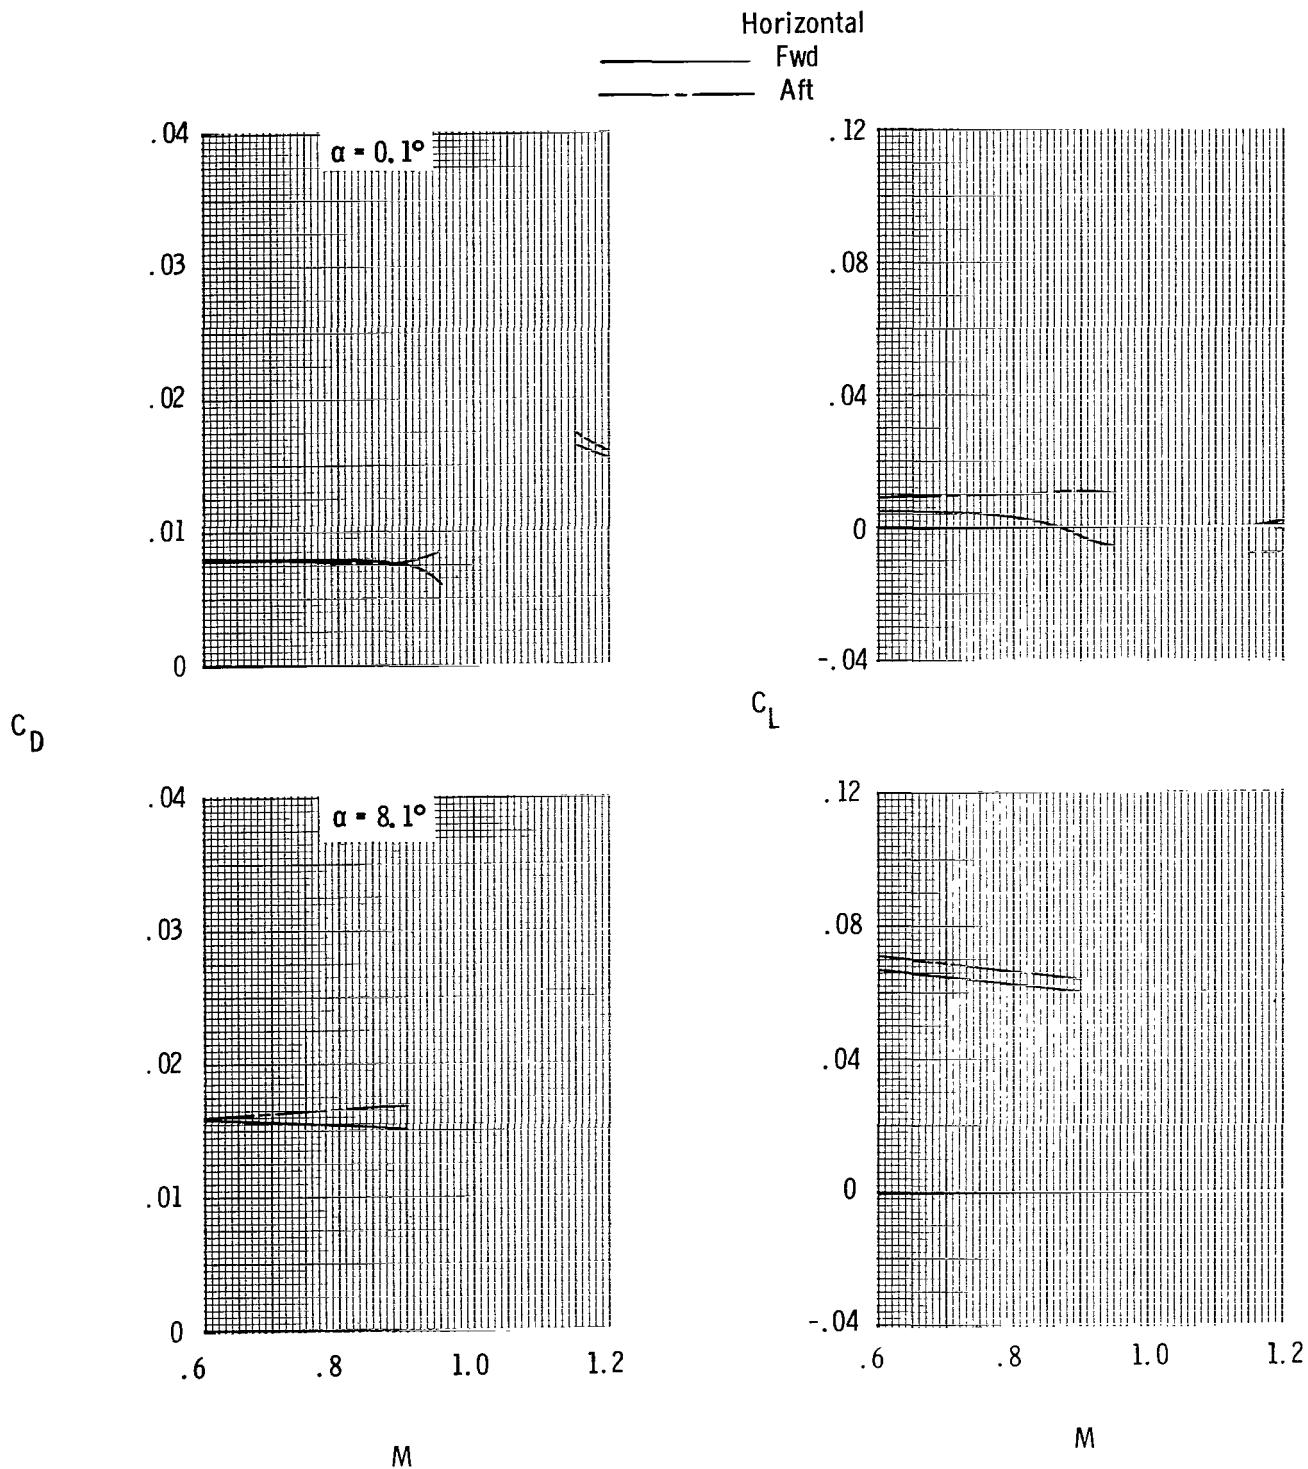 Horizontal
Fwd
Aft
.04
α = 0.1°
.03
.02
.01
0
.12
.08
.04
0
-.04
C_D
C_L
.04
α = 8.1°
.03
.02
.01
0
.6 .8 1.0 1.2
M
.12
.08
.04
0
-.04
.6 .8 1.0 1.2
M